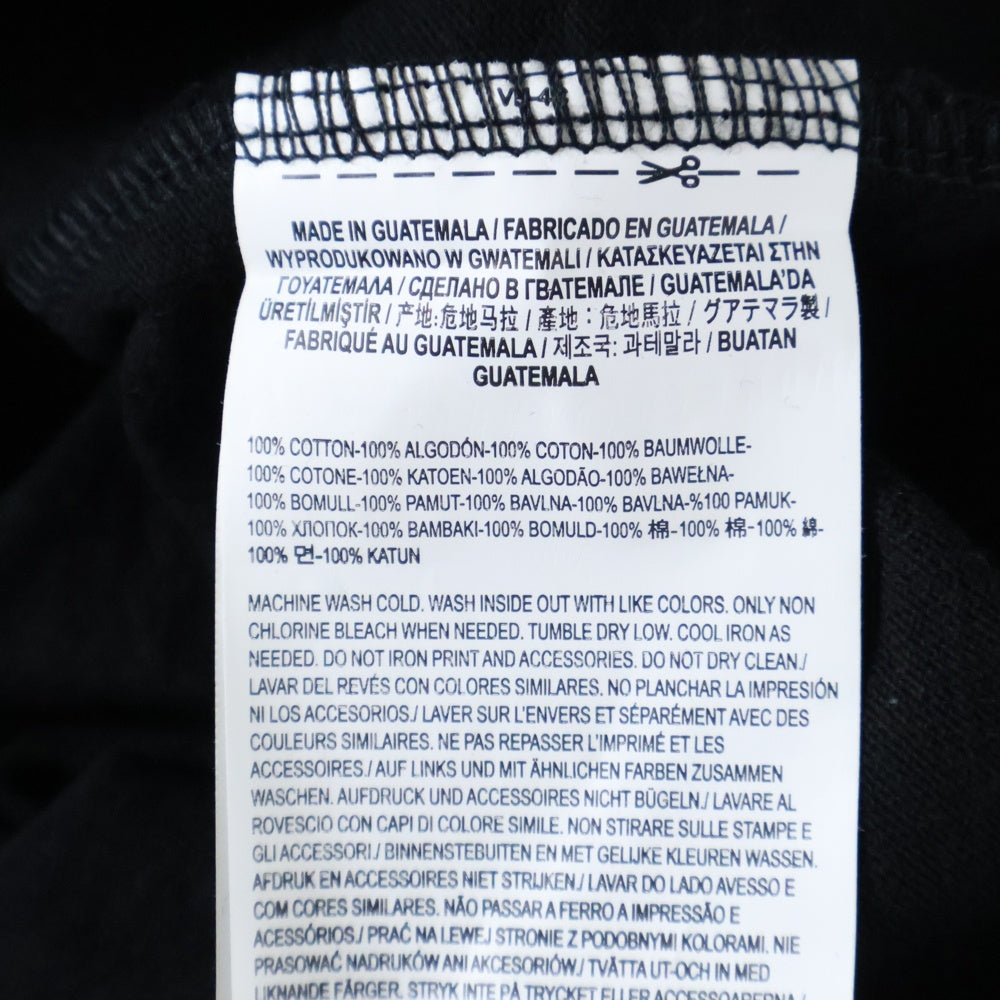 MADE IN GUATEMALA / FABRICADO EN GUATEMALA /
WYPRODUKOWANO W GWATEMALI / ΚΑΤΑΣΚΕΥΑΖΕΤΑΙ ΣΤΗΝ
ΓΟΥΑΤΕΜΑΛΑ / СДЕЛАНО В ГВАТЕМАЛЕ / GUATEMALA'DA
ÜRETİLMİŞTİR / 产地:危地马拉 / 產地：危地馬拉 / グアテマラ製 /
FABRIQUÉ AU GUATEMALA / 제조국: 과테말라 / BUATAN
GUATEMALA
100% COTTON-100% ALGODÓN-100% COTON-100% BAUMWOLLE-
100% COTONE-100% KATOEN-100% ALGODÃO-100% BAWEŁNA-
100% BOMULL-100% PAMUT-100% BAVLNA-100% BAVLNA-%100 PAMUK-
100% ХЛОПОК-100% BAMBAKI-100% BOMULD-100% 棉-100% 棉-100% 綿-
100% 면-100% KATUN
MACHINE WASH COLD. WASH INSIDE OUT WITH LIKE COLORS. ONLY NON
CHLORINE BLEACH WHEN NEEDED. TUMBLE DRY LOW. COOL IRON AS
NEEDED. DO NOT IRON PRINT AND ACCESSORIES. DO NOT DRY CLEAN./
LAVAR DEL REVÉS CON COLORES SIMILARES. NO PLANCHAR LA IMPRESIÓN
NI LOS ACCESORIOS./ LAVER SUR L'ENVERS ET SÉPARÉMENT AVEC DES
COULEURS SIMILAIRES. NE PAS REPASSER L'IMPRIMÉ ET LES
ACCESSOIRES./ AUF LINKS UND MIT ÄHNLICHEN FARBEN ZUSAMMEN
WASCHEN. AUFDRUCK UND ACCESSOIRES NICHT BÜGELN./ LAVARE AL
ROVESCIO CON CAPI DI COLORE SIMILE. NON STIRARE SULLE STAMPE E
GLI ACCESSORI./ BINNENSTEBUITEN EN MET GELIJKE KLEUREN WASSEN.
AFDRUK EN ACCESSOIRES NIET STRIJKEN./ LAVAR DO LADO AVESSO E
COM CORES SIMILARES. NÃO PASSAR A FERRO A IMPRESSÃO E
ACESSÓRIOS./ PRAĆ NA LEWEJ STRONIE Z PODOBNYMI KOLORAMI. NIE
PRASOWAĆ NADRUKÓW ANI AKCESORIÓW./ TVÄTTA UT-OCH IN MED
LIKNANDE FÄRGER. STRYK INTE PÅ TRYCKET ELLER ACCESSOARERNA./